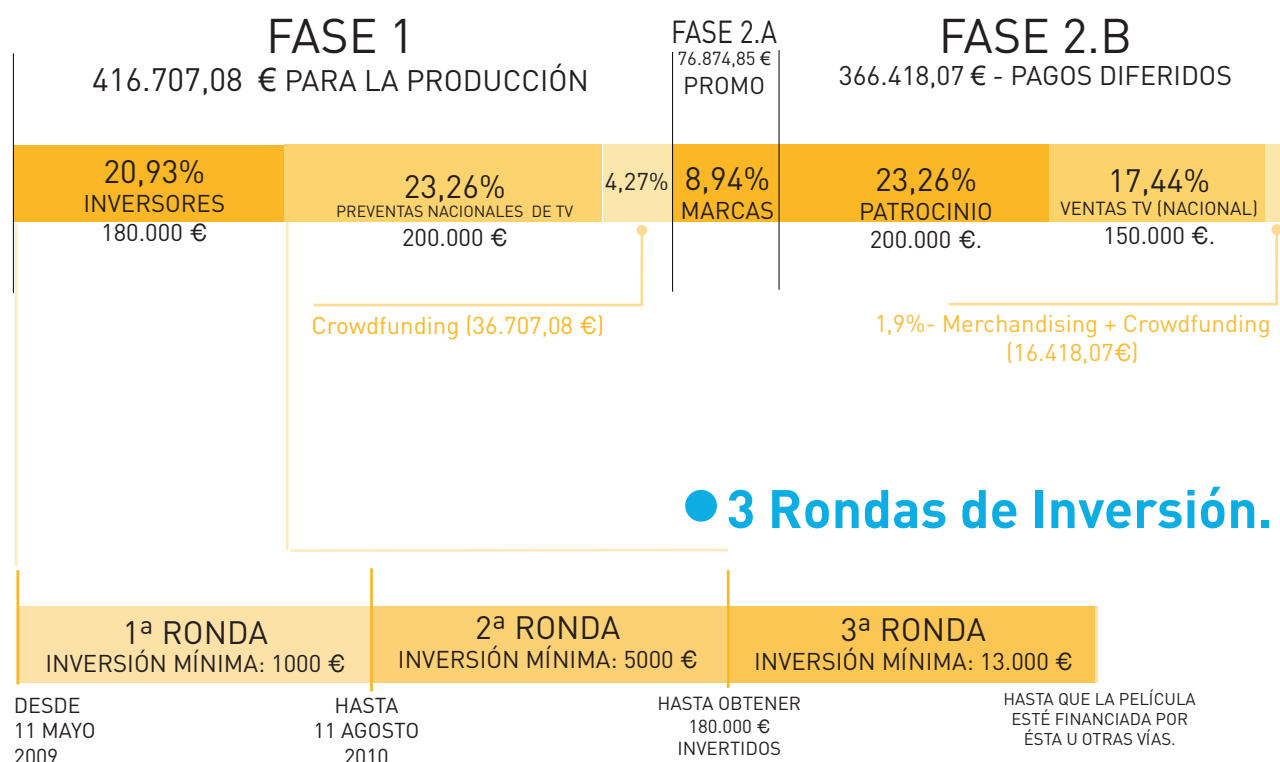 FASE 1
416.707,08 € PARA LA PRODUCCIÓN
FASE 2.A
76.874,85 €
PROMO
FASE 2.B
366.418,07 € - PAGOS DIFERIDOS
20,93%
INVERSORES
180.000 €
23,26%
PREVENTAS NACIONALES DE TV
200.000 €
4,27%
8,94%
MARCAS
23,26%
PATROCINIO
200.000 €.
17,44%
VENTAS TV (NACIONAL)
150.000 €.
Crowdfunding (36.707,08 €)
1,9%- Merchandising + Crowdfunding
(16.418,07€)
3 Rondas de Inversión.
1ª RONDA
INVERSIÓN MÍNIMA: 1000 €
2ª RONDA
INVERSIÓN MÍNIMA: 5000 €
3ª RONDA
INVERSIÓN MÍNIMA: 13.000 €
DESDE
11 MAYO
2009
HASTA
11 AGOSTO
2010
HASTA OBTENER
180.000 €
INVERTIDOS
HASTA QUE LA PELÍCULA
ESTÉ FINANCIADA POR
ÉSTA U OTRAS VÍAS.